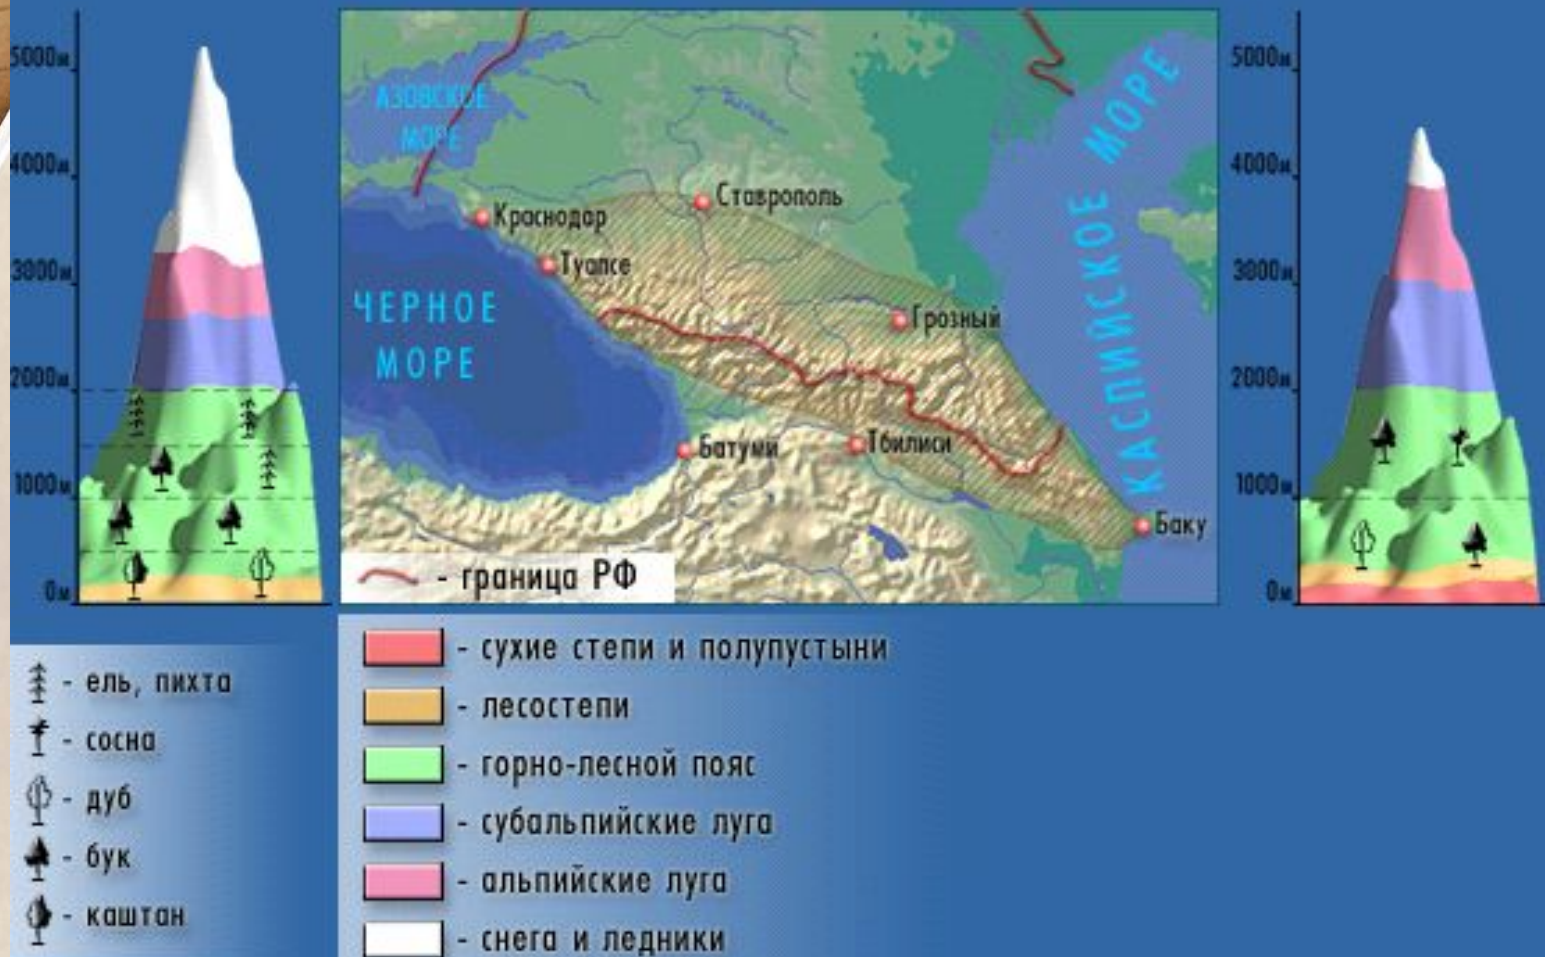 5000м
4000м
3000м
2000м
1000м
0м
АЗОВСКОЕ
МОРЕ
ЧЕРНОЕ
МОРЕ
КАСПИЙСКОЕ МОРЕ
Ставрополь
Краснодар
Туапсе
Грозный
Батуми
Тбилиси
Баку
- граница РФ
5000м
4000м
3000м
2000м
1000м
0м
- ель, пихта
- сосна
- дуб
- бук
- каштан
- сухие степи и полупустыни
- лесостепи
- горно-лесной пояс
- субальпийские луга
- альпийские луга
- снега и ледники